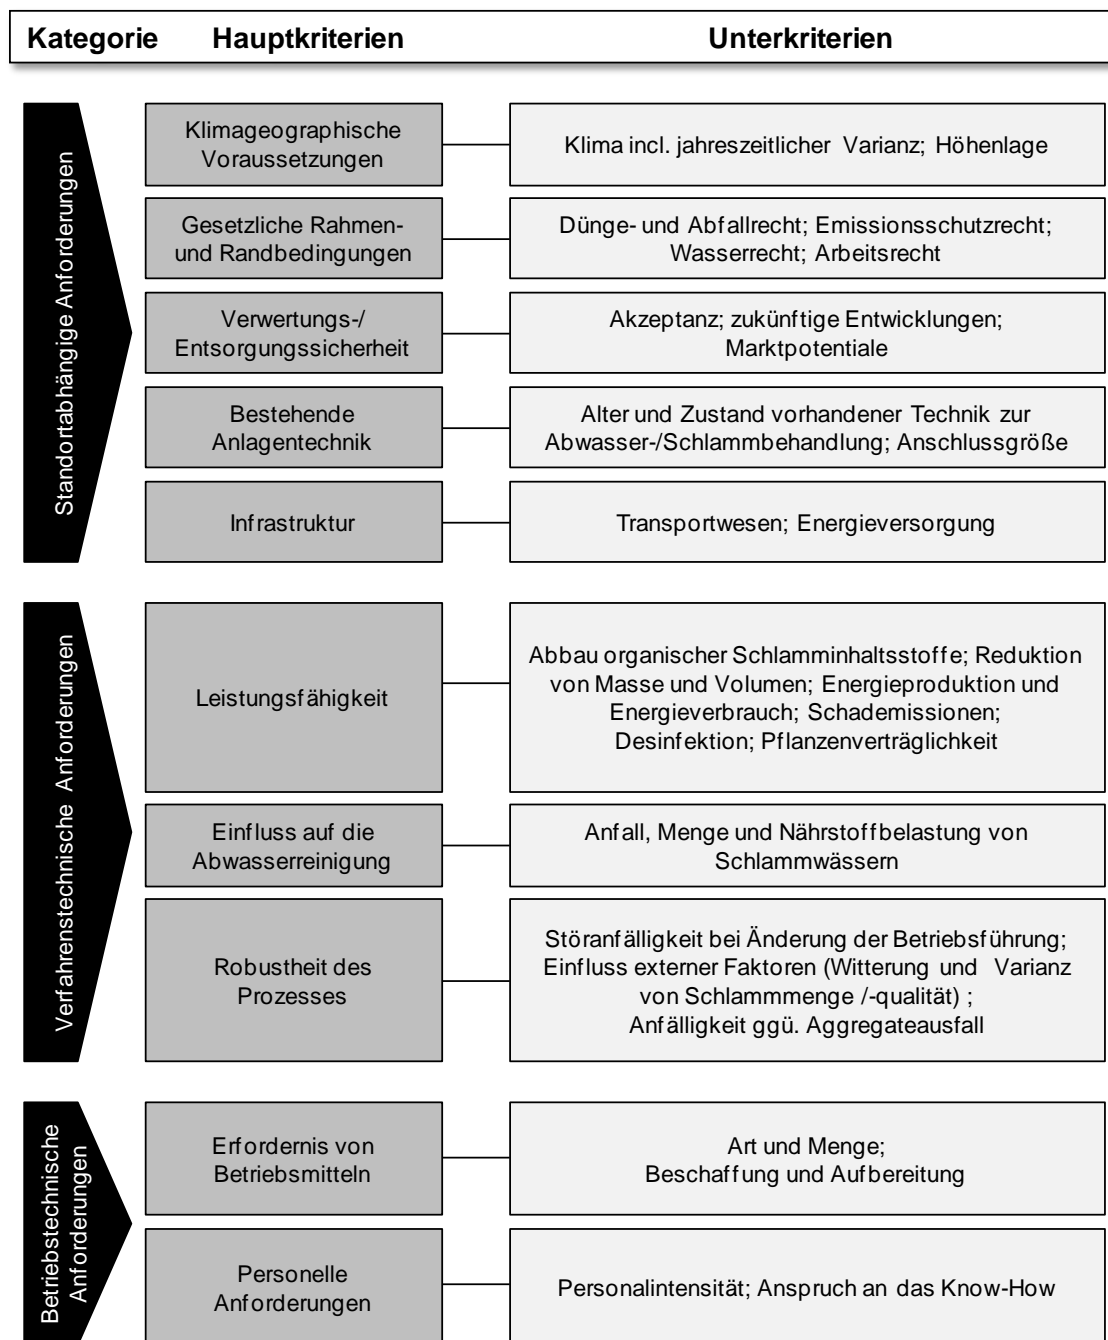 Kategorie Hauptkriterien Unterkriterien
Standortabhängige Anforderungen
Klimageographische
Voraussetzungen
Klima incl. jahreszeitlicher Varianz; Höhenlage
Gesetzliche Rahmen-
und Randbedingungen
Dünge- und Abfallrecht; Emissionsschutzrecht;
Wasserrecht; Arbeitsrecht
Verwertungs-/
Entsorgungssicherheit
Akzeptanz; zukünftige Entwicklungen;
Marktpotentiale
Bestehende
Anlagentechnik
Alter und Zustand vorhandener Technik zur
Abwasser-/Schlammbehandlung; Anschlussgröße
Infrastruktur
Transportwesen; Energieversorgung
Verfahrenstechnische Anforderungen
Leistungsfähigkeit
Abbau organischer Schlamminhaltsstoffe; Reduktion
von Masse und Volumen; Energieproduktion und
Energieverbrauch; Schademissionen;
Desinfektion; Pflanzenverträglichkeit
Einfluss auf die
Abwasserreinigung
Anfall, Menge und Nährstoffbelastung von
Schlammwässern
Robustheit des
Prozesses
Störanfälligkeit bei Änderung der Betriebsführung;
Einfluss externer Faktoren (Witterung und Varianz
von Schlammmenge /-qualität) ;
Anfälligkeit ggü. Aggregateausfall
Betriebstechnische
Anforderungen
Erfordernis von
Betriebsmitteln
Art und Menge;
Beschaffung und Aufbereitung
Personelle
Anforderungen
Personalintensität; Anspruch an das Know-How